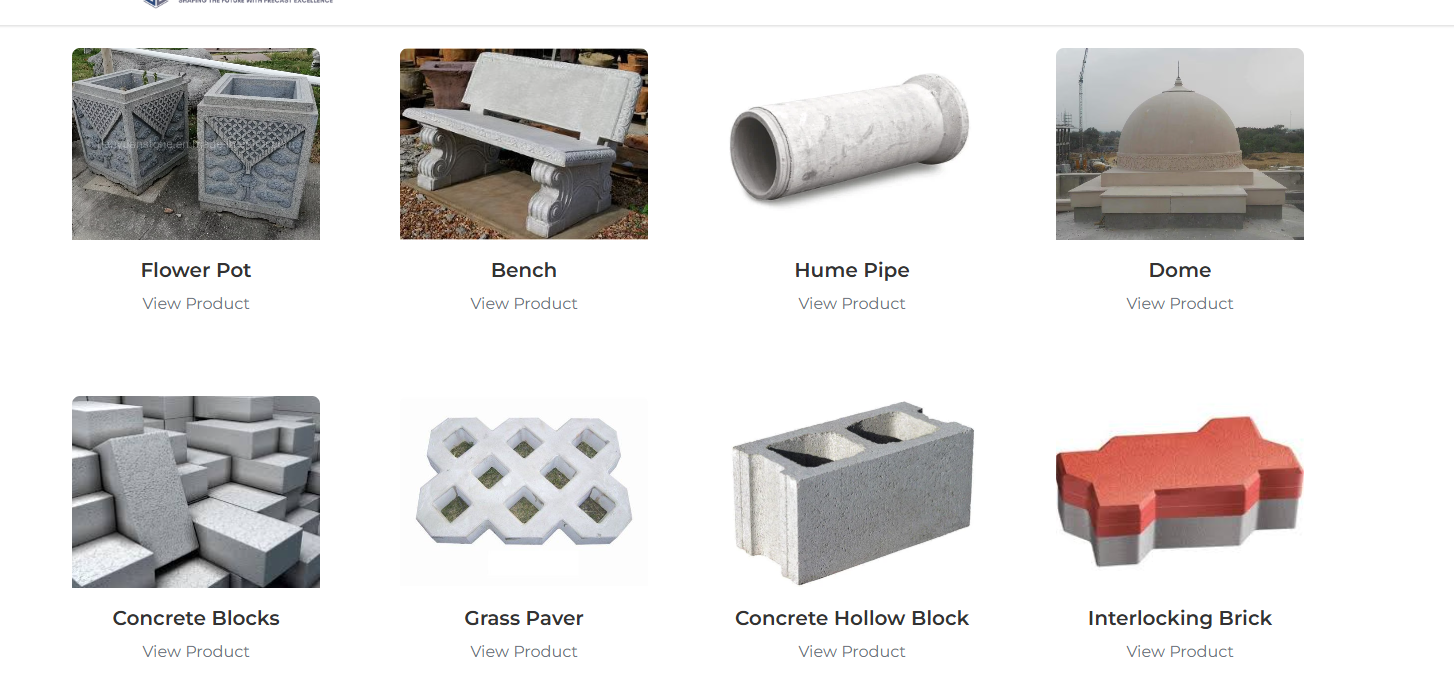 SHAPING THE FUTURE WITH PRECAST EXCELLENCE
Flower Pot
Bench
Hume Pipe
Dome
View Product
View Product
View Product
View Product
Concrete Blocks
Grass Paver
Concrete Hollow Block
Interlocking Brick
View Product
View Product
View Product
View Product